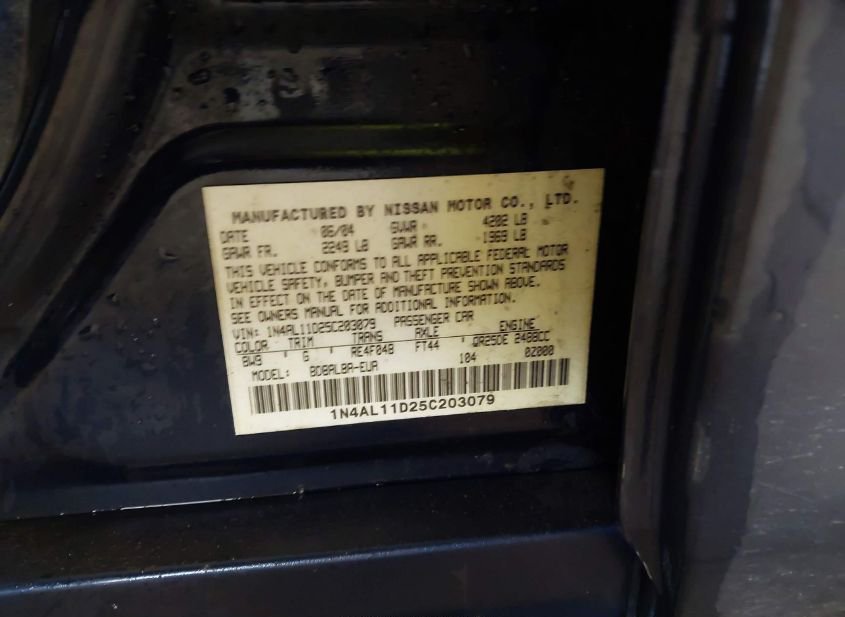 MANUFACTURED BY NISSAN MOTOR CO., LTD.
DATE 06/04 GVWR 4202 LB
GAWR FR. 2249 LB GAWR RR. 1969 LB
THIS VEHICLE CONFORMS TO ALL APPLICABLE FEDERAL MOTOR
VEHICLE SAFETY, BUMPER AND THEFT PREVENTION STANDARDS
IN EFFECT ON THE DATE OF MANUFACTURE SHOWN ABOVE.
SEE OWNERS MANUAL FOR ADDITIONAL INFORMATION.
VIN: 1N4AL11D25C203079 PASSENGER CAR
COLOR TRIM TRANS AXLE ENGINE
BW9 G RE4F04B FT44 QR25DE 2488CC
MODEL: BDBALBA-EUA 104 02000
1N4AL11D25C203079